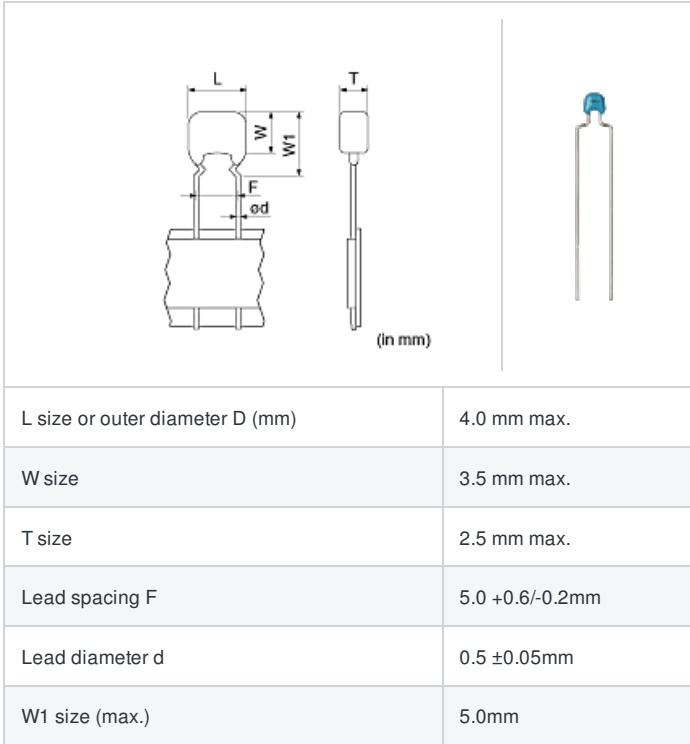 L
T
W
W1
F
ød
(in mm)
L size or outer diameter D (mm) 4.0 mm max.
W size 3.5 mm max.
T size 2.5 mm max.
Lead spacing F 5.0 +0.6/-0.2mm
Lead diameter d 0.5 ±0.05mm
W1 size (max.) 5.0mm